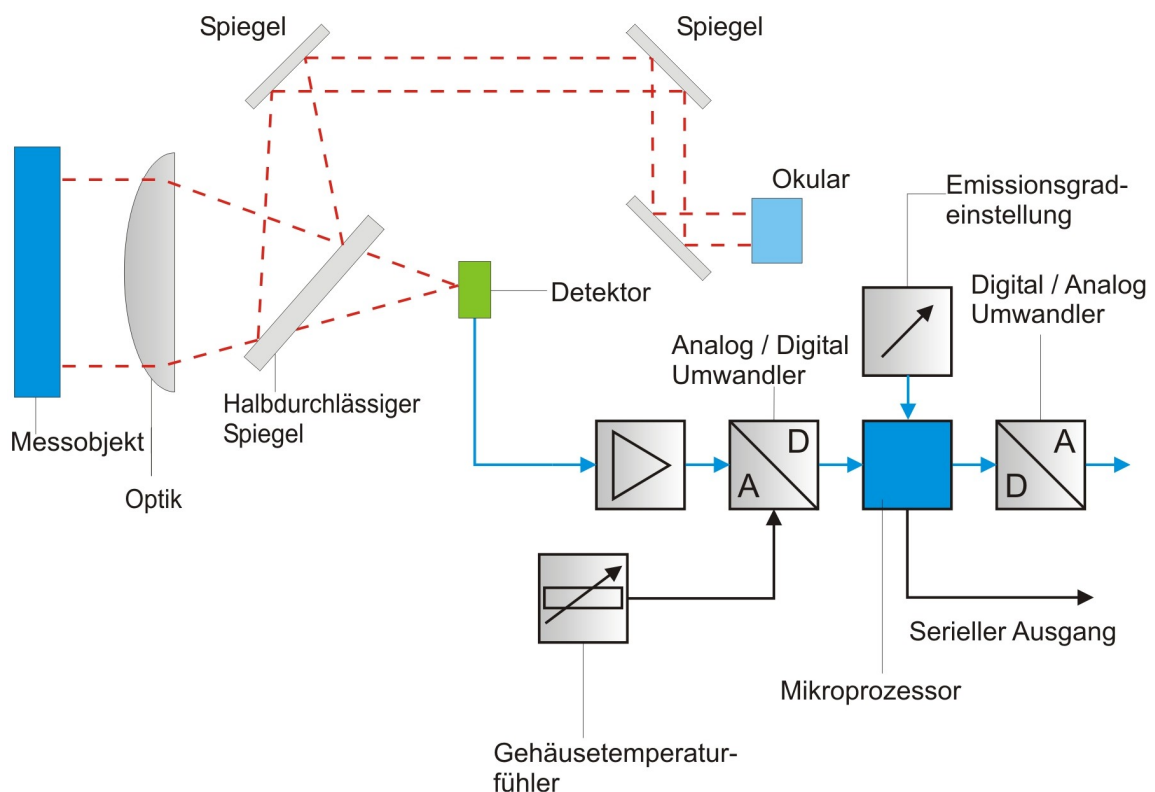 Spiegel
Spiegel
Okular
Emissionsgrad-
einstellung
Detektor
Digital / Analog
Umwandler
Analog / Digital
Umwandler
Halbdurchlässiger
Spiegel
Messobjekt
Optik
D
A
A
D
Serieller Ausgang
Mikroprozessor
Gehäusetemperatur-
fühler